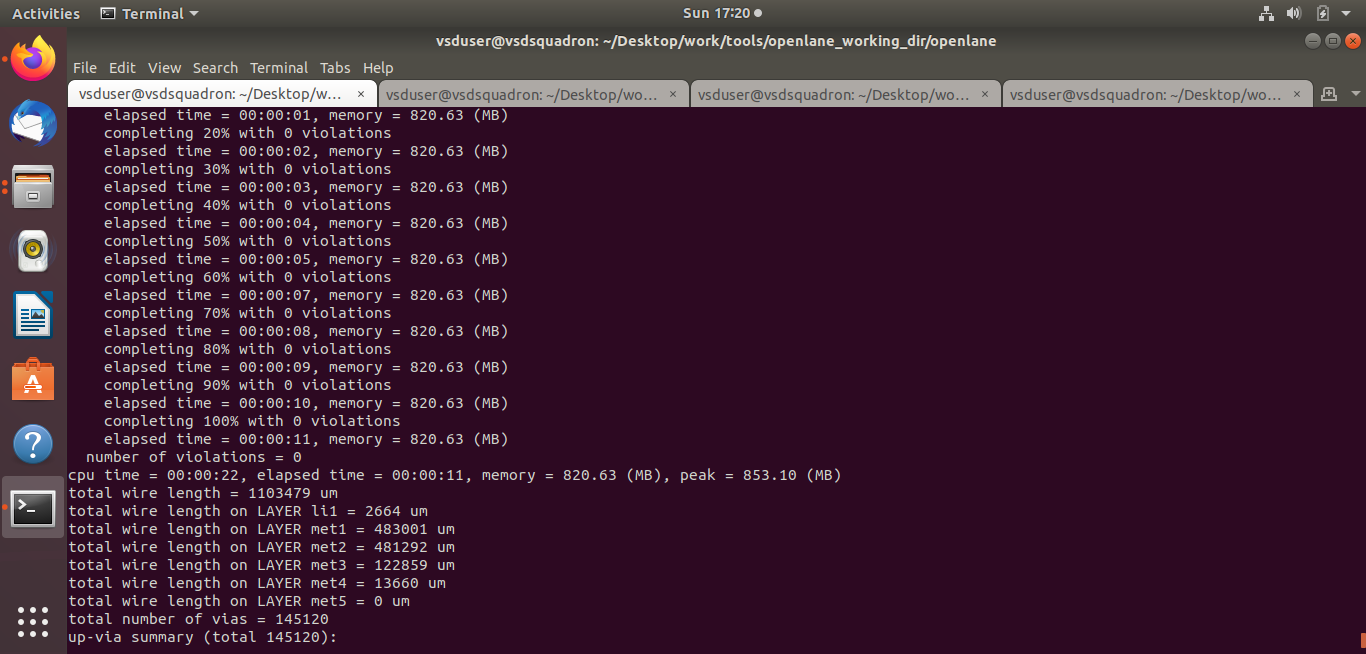 Activities Terminal Sun 17:20
vsduser@vsdsquadron: ~/Desktop/work/tools/openlane_working_dir/openlane
File Edit View Search Terminal Tabs Help
vsduser@vsdsquadron: ~/Desktop/w... × vsduser@vsdsquadron: ~/Desktop/wo... × vsduser@vsdsquadron: ~/Desktop/wo... × vsduser@vsdsquadron: ~/Desktop/wo... ×
elapsed time = 00:00:01, memory = 820.63 (MB)
completing 20% with 0 violations
elapsed time = 00:00:02, memory = 820.63 (MB)
completing 30% with 0 violations
elapsed time = 00:00:03, memory = 820.63 (MB)
completing 40% with 0 violations
elapsed time = 00:00:04, memory = 820.63 (MB)
completing 50% with 0 violations
elapsed time = 00:00:05, memory = 820.63 (MB)
completing 60% with 0 violations
elapsed time = 00:00:07, memory = 820.63 (MB)
completing 70% with 0 violations
elapsed time = 00:00:08, memory = 820.63 (MB)
completing 80% with 0 violations
elapsed time = 00:00:09, memory = 820.63 (MB)
completing 90% with 0 violations
elapsed time = 00:00:10, memory = 820.63 (MB)
completing 100% with 0 violations
elapsed time = 00:00:11, memory = 820.63 (MB)
number of violations = 0
cpu time = 00:00:22, elapsed time = 00:00:11, memory = 820.63 (MB), peak = 853.10 (MB)
total wire length = 1103479 um
total wire length on LAYER li1 = 2664 um
total wire length on LAYER met1 = 483001 um
total wire length on LAYER met2 = 481292 um
total wire length on LAYER met3 = 122859 um
total wire length on LAYER met4 = 13660 um
total wire length on LAYER met5 = 0 um
total number of vias = 145120
up-via summary (total 145120):